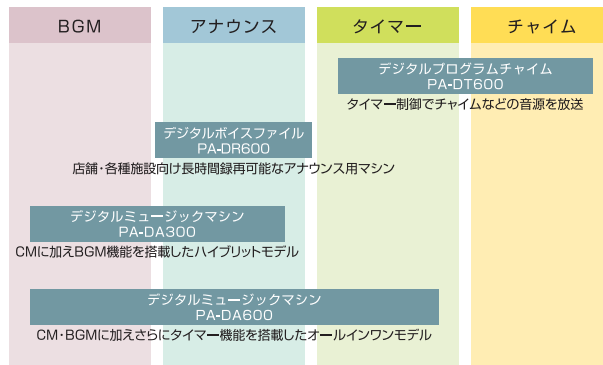 BGM アナウンス タイマー チャイム
デジタルプログラムチャイム
PA-DT600
タイマー制御でチャイムなどの音源を放送
デジタルボイスファイル
PA-DR600
店舗・各種施設向け長時間録再可能なアナウンス用マシン
デジタルミュージックマシン
PA-DA300
CMに加えBGM機能を搭載したハイブリットモデル
デジタルミュージックマシン
PA-DA600
CM・BGMに加えさらにタイマー機能を搭載したオールインワンモデル